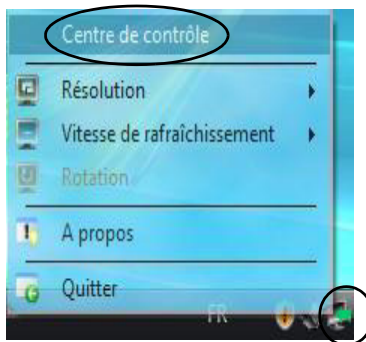 Centre de contrôle
Résolution
Vitesse de rafraîchissement
Rotation
A propos
Quitter
FR